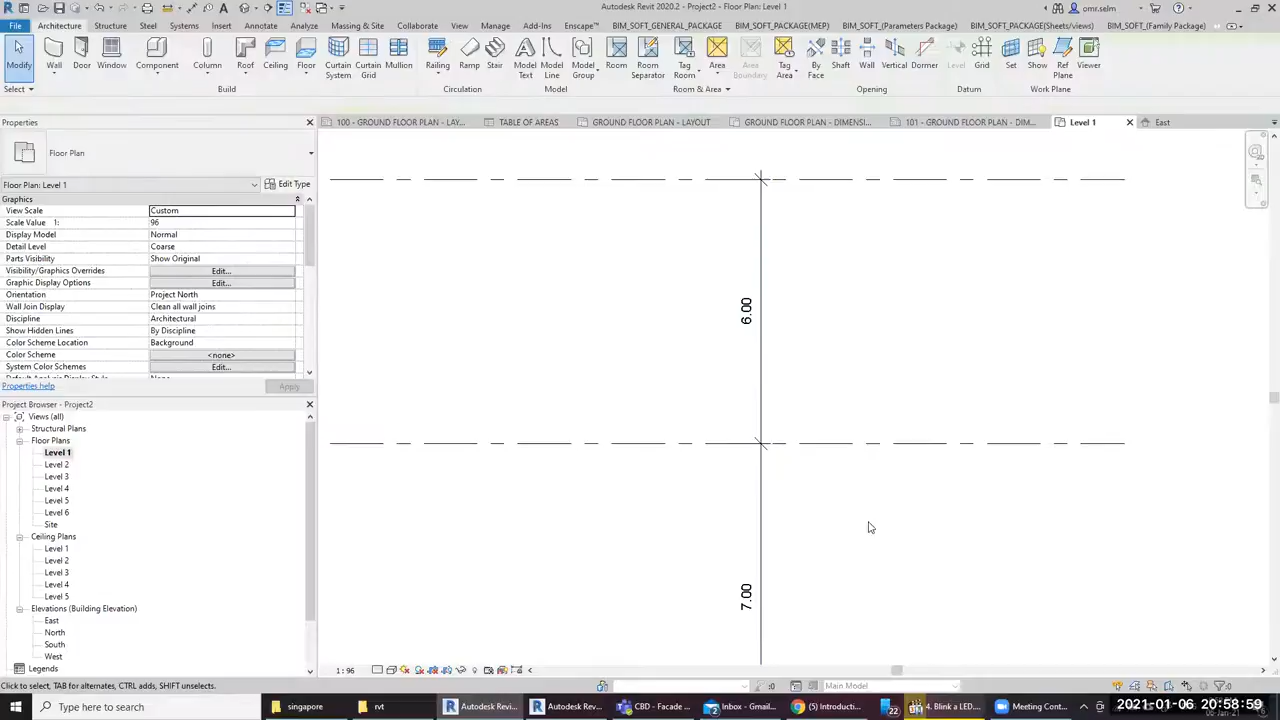 Autodesk Revit 2020.2 - Project2 - Floor Plan: Level 1
omr.selm
File Architecture Structure Steel Systems Insert Annotate Analyze Massing & Site Collaborate View Manage Add-Ins Enscape™ BIM_SOFT_GENERAL_PACKAGE BIM_SOFT_PACKAGE(MEP) BIM_SOFT_(Parameters Package) BIM_SOFT_PACKAGE(Sheets/views) BIM_SOFT_(Family Package)
Modify Wall Door Window Component Column Roof Ceiling Floor Curtain System Curtain Grid Mullion Railing Ramp Stair Model Text Model Line Model Group Room Room Separator Tag Room Area Area Boundary Tag Area By Face Shaft Wall Vertical Dormer Level Grid Set Show Ref Plane Viewer
Select Build Circulation Model Room & Area Opening Datum Work Plane
Properties
100 - GROUND FLOOR PLAN - LAY... TABLE OF AREAS GROUND FLOOR PLAN - LAYOUT GROUND FLOOR PLAN - DIMENSI... 101 - GROUND FLOOR PLAN - DIM... Level 1 East
Floor Plan
Floor Plan: Level 1 Edit Type
Graphics
View Scale Custom
Scale Value 1: 96
Display Model Normal
Detail Level Coarse
Parts Visibility Show Original
Visibility/Graphics Overrides Edit...
Graphic Display Options Edit...
Orientation Project North
Wall Join Display Clean all wall joins
Discipline Architectural
Show Hidden Lines By Discipline
Color Scheme Location Background
Color Scheme <none>
System Color Schemes Edit...
Properties help Apply
Project Browser - Project2
Views (all)
Structural Plans
Floor Plans
Level 1
Level 2
Level 3
Level 4
Level 5
Level 6
Site
Ceiling Plans
Level 1
Level 2
Level 3
Level 4
Level 5
Elevations (Building Elevation)
East
North
South
West
Legends
6.00
7.00
1 : 96
Click to select, TAB for alternates, CTRL adds, SHIFT unselects.
:0 Main Model :0
Type here to search singapore rvt Autodesk Revi... Autodesk Revi... CBD - Facade ... Inbox - Gmail ... (5) Introducti... 22 4. Blink a LED... Meeting Cont...
2021-01-06 20:58:59